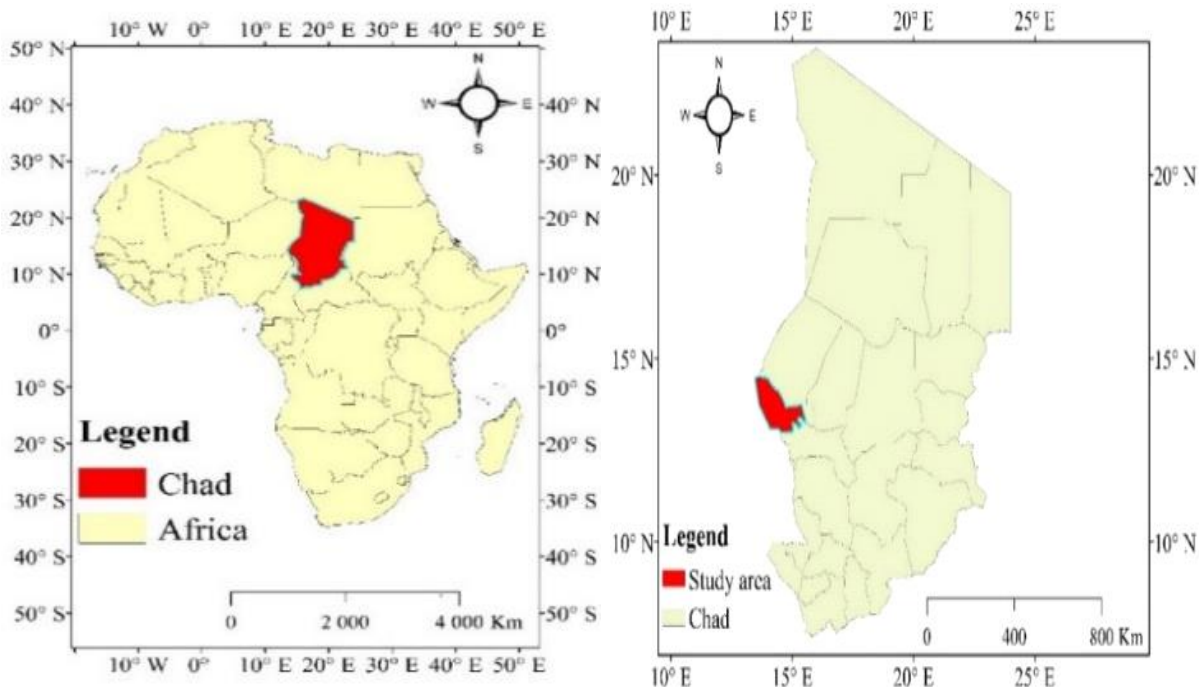 10° W 0° 10° E 20° E 30° E 40° E 50° E
50° N
40° N
40° N
30° N
30° N
20° N
20° N
10° N
10° N
0°
0°
10° S
10° S
20° S
20° S
30° S
30° S
40° S
40° S
50° S
50° S
N
W E
S
Legend
Chad
Africa
0 2 000 4 000 Km
10° W 0° 10° E 20° E 30° E 40° E 50° E
10° E 15° E 20° E 25° E
N
W E
S
20° N
20° N
15° N
15° N
10° N
10° N
Legend
Study area
Chad
0 400 800 Km
10° E 15° E 20° E 25° E